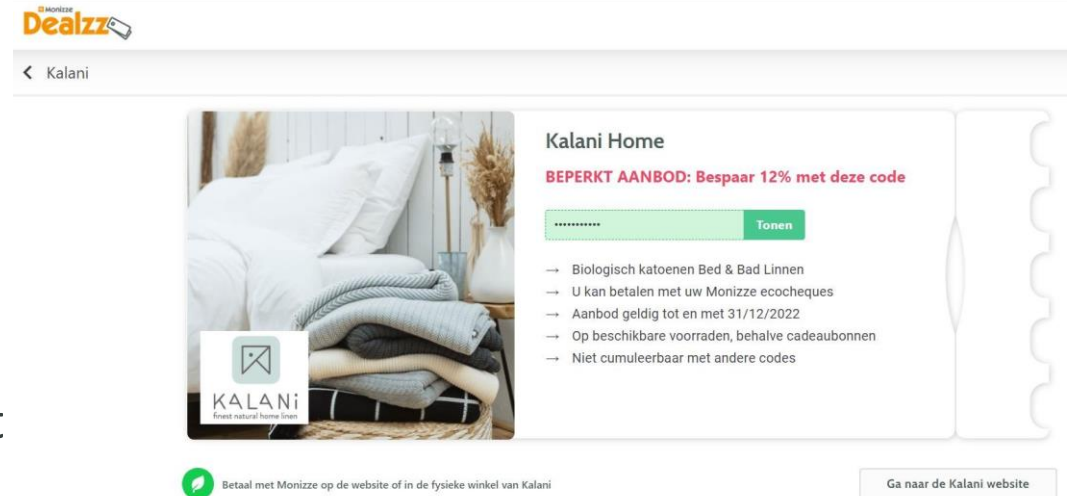 Monizze
Dealzz
Kalani
Kalani Home
BEPERKT AANBOD: Bespaar 12% met deze code
Tonen
→ Biologisch katoenen Bed & Bad Linnen
→ U kan betalen met uw Monizze ecocheques
→ Aanbod geldig tot en met 31/12/2022
→ Op beschikbare voorraden, behalve cadeaubonnen
→ Niet cumuleerbaar met andere codes
KALANi
finest natural home linen
Betaal met Monizze op de website of in de fysieke winkel van Kalani
Ga naar de Kalani website